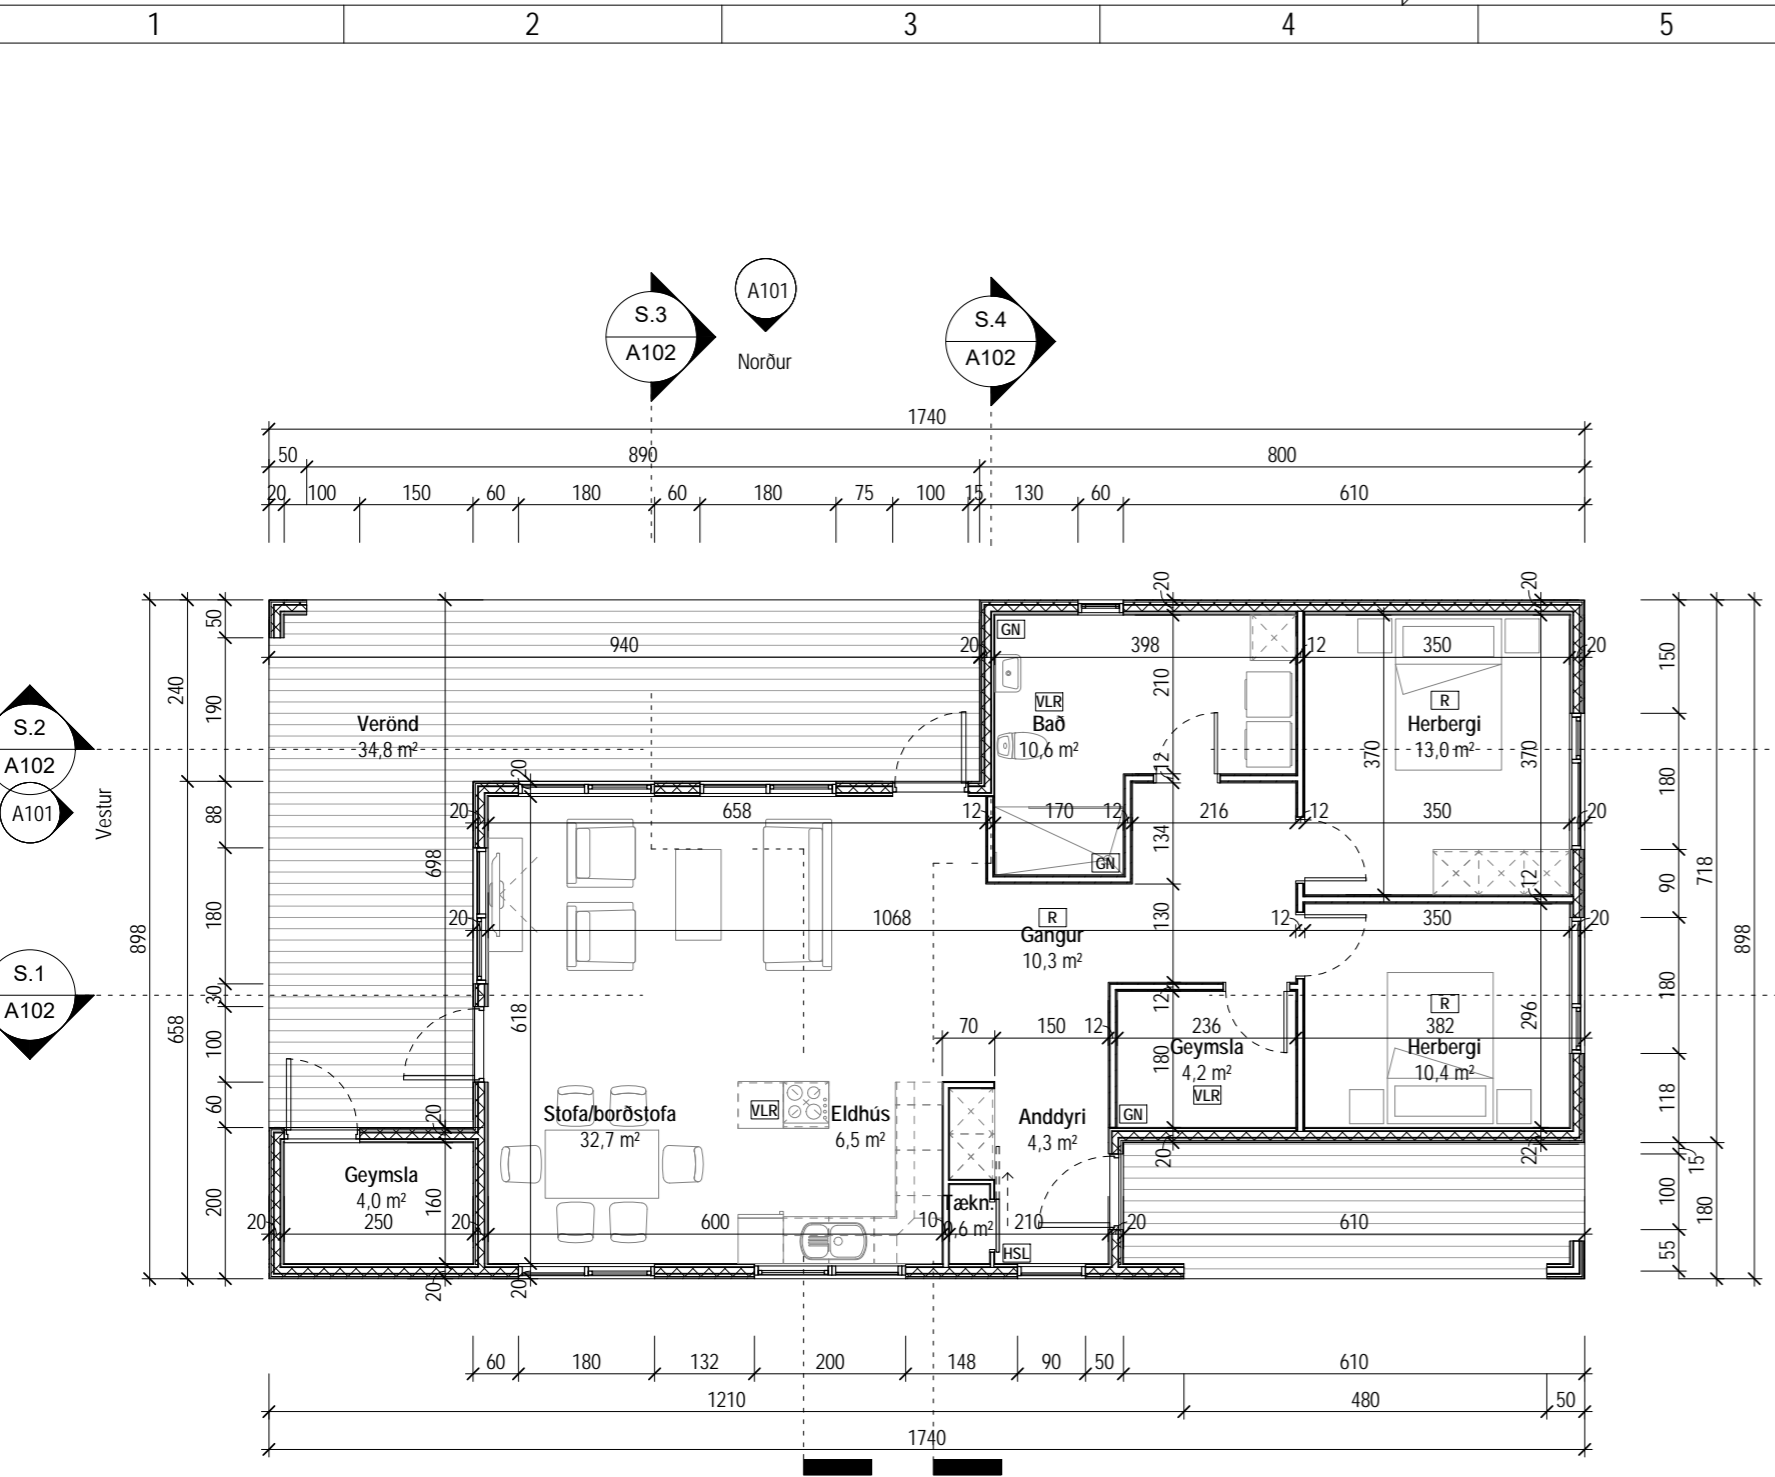 1 2 3 4 5
S.3
A102
A101
Norður
S.4
A102
1740
50 890 800
20 100 150 60 180 60 180 75 100 15 130 60 610
20 20
GN
940 20 398 12 350 20
50
240
190
150
210
VLR
R
Verönd
34,8 m²
Bað
10,6 m²
Herbergi
13,0 m²
S.2
A102
A101
Vestur
20
12
370
370
180
20 658 12 170 12 216 12 350 20
88
134
GN
698
12
90
718
898
180
20 1068 12 350 20
R
Gangur
10,3 m²
130
898
S.1
A102
30
658
100
618
12
R
296
180
70 150 12 236 382
Geymsla
4,2 m²
VLR
180
Herbergi
10,4 m²
60
20
Stofa/borðstofa
32,7 m²
VLR
Eldhús
6,5 m²
Anddyri
4,3 m²
GN
118
20
22
Geymsla
4,0 m²
200
160
Tækn.
0,6 m²
15
100
180
20 250 20 600 10 210 20 610
HSL
55
20
20
60 180 132 200 148 90 50 610
1210 480 50
1740